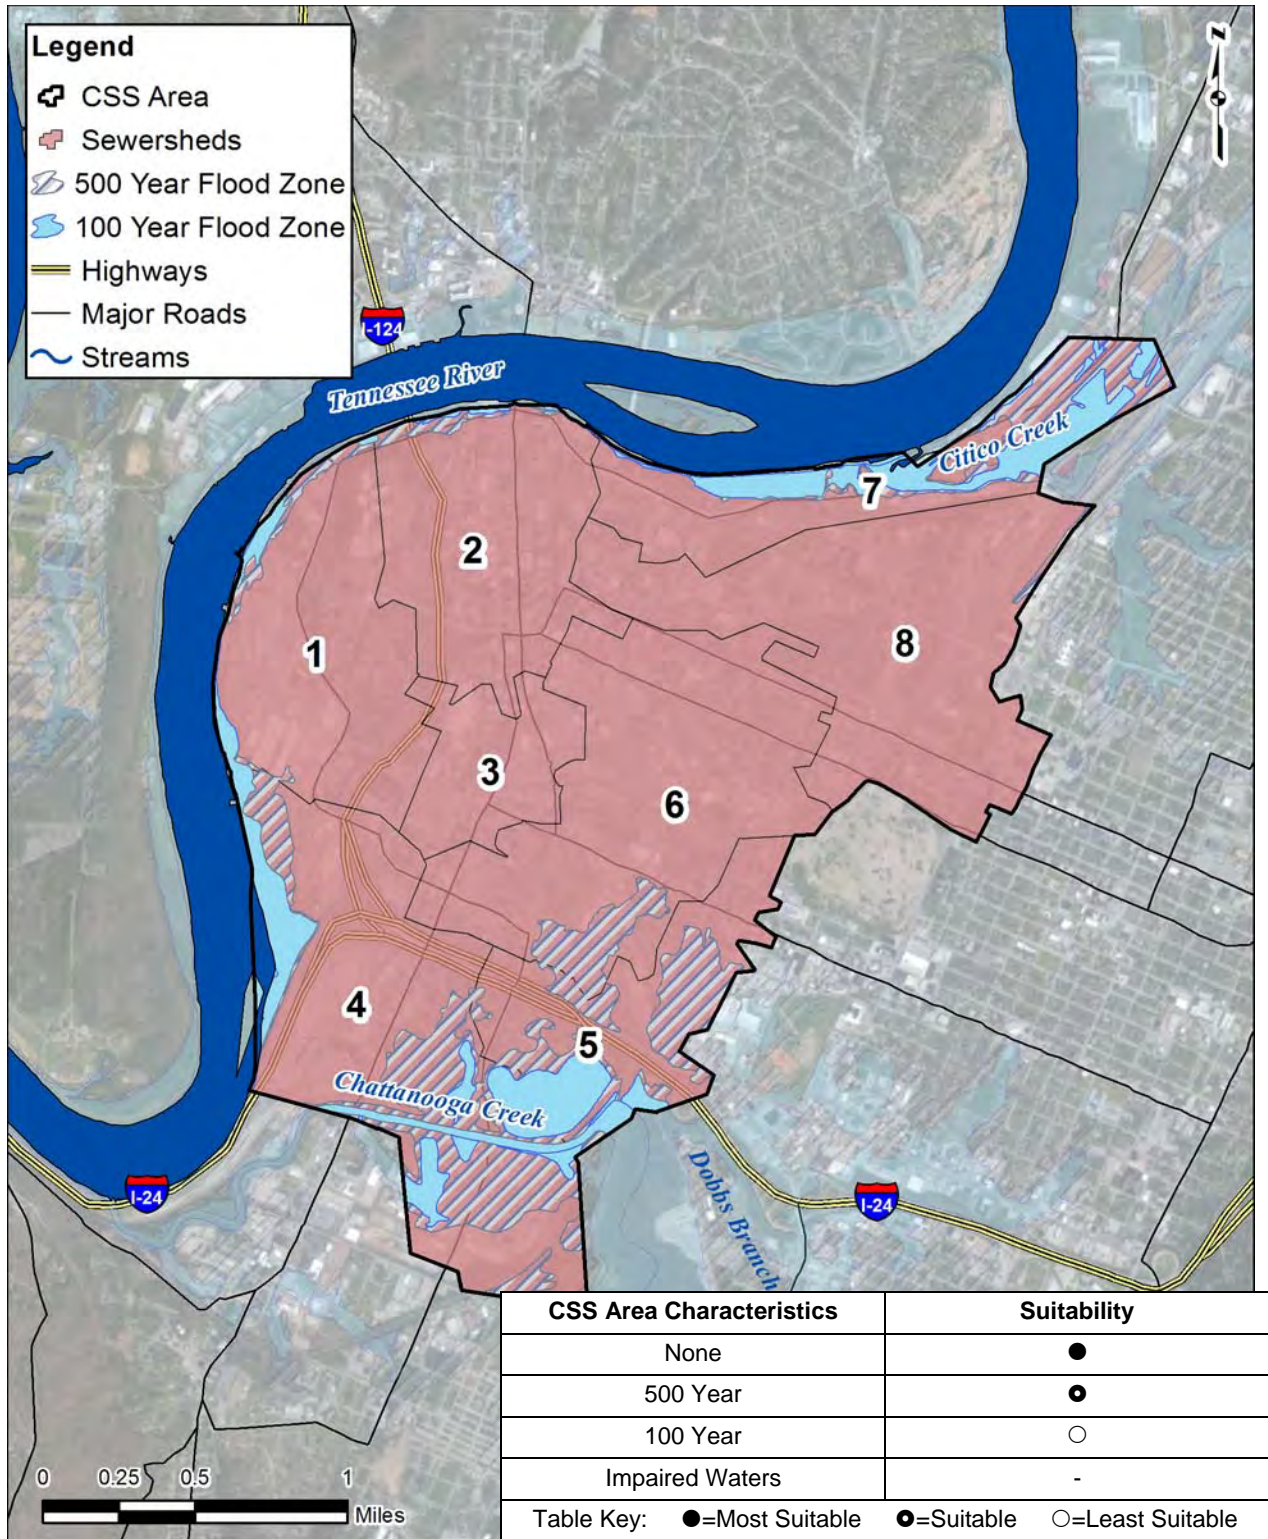 Legend
CSS Area
Sewersheds
500 Year Flood Zone
100 Year Flood Zone
Highways
Major Roads
Streams
N
I-124
Tennessee River
Citico Creek
7
2
8
1
3
6
4
5
Chattanooga Creek
Dobbs Branch
I-24
I-24
CSS Area Characteristics Suitability
None ●
500 Year ◉
100 Year ○
Impaired Waters -
Table Key: ●=Most Suitable ◉=Suitable ○=Least Suitable
0 0.25 0.5 1
Miles